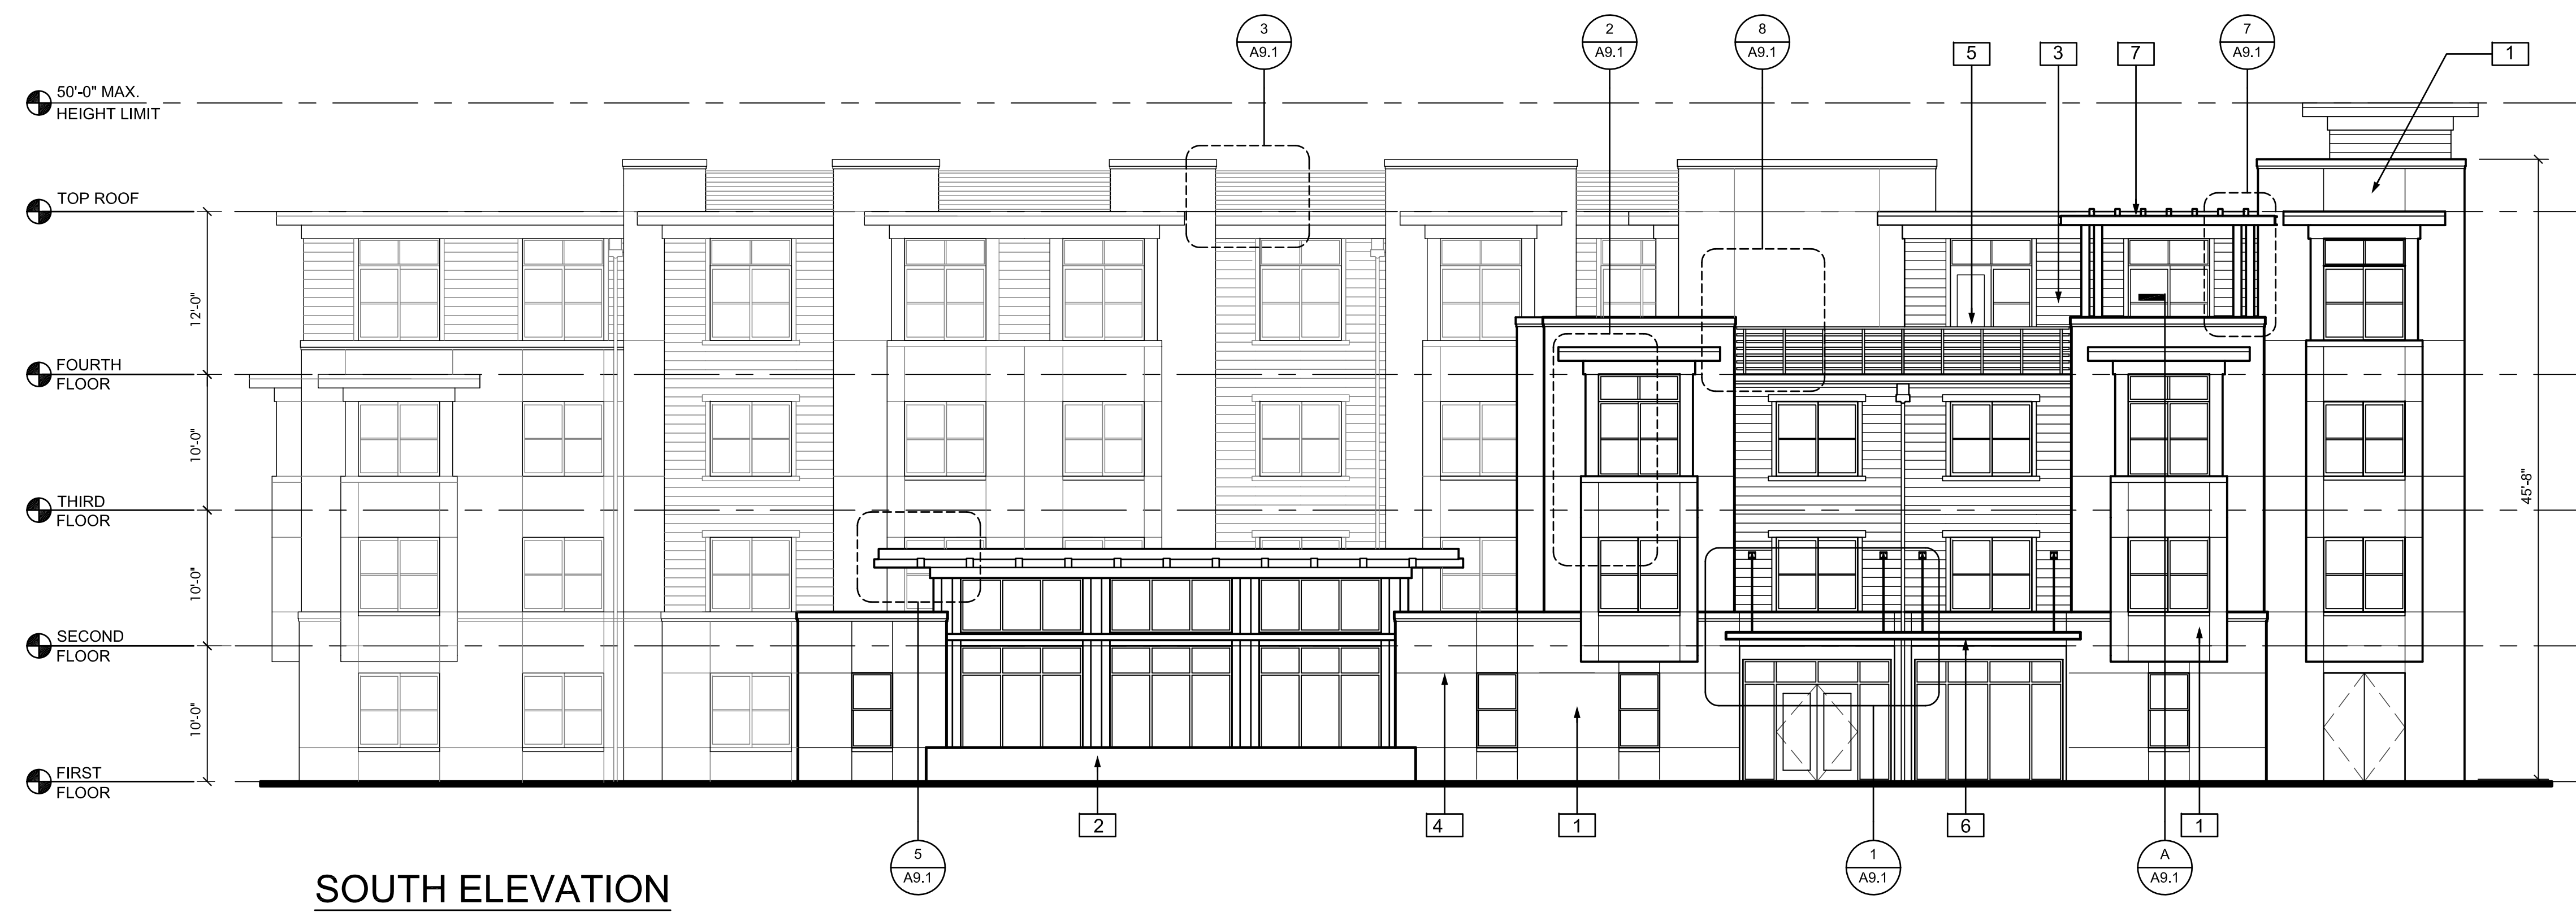 3
A9.1
2
A9.1
8
A9.1
5
3
7
7
A9.1
1
50'-0" MAX.
HEIGHT LIMIT
TOP ROOF
12'-0"
FOURTH
FLOOR
10'-0"
45'-8"
THIRD
FLOOR
10'-0"
SECOND
FLOOR
10'-0"
FIRST
FLOOR
2
4
1
6
1
5
A9.1
1
A9.1
A
A9.1
SOUTH ELEVATION